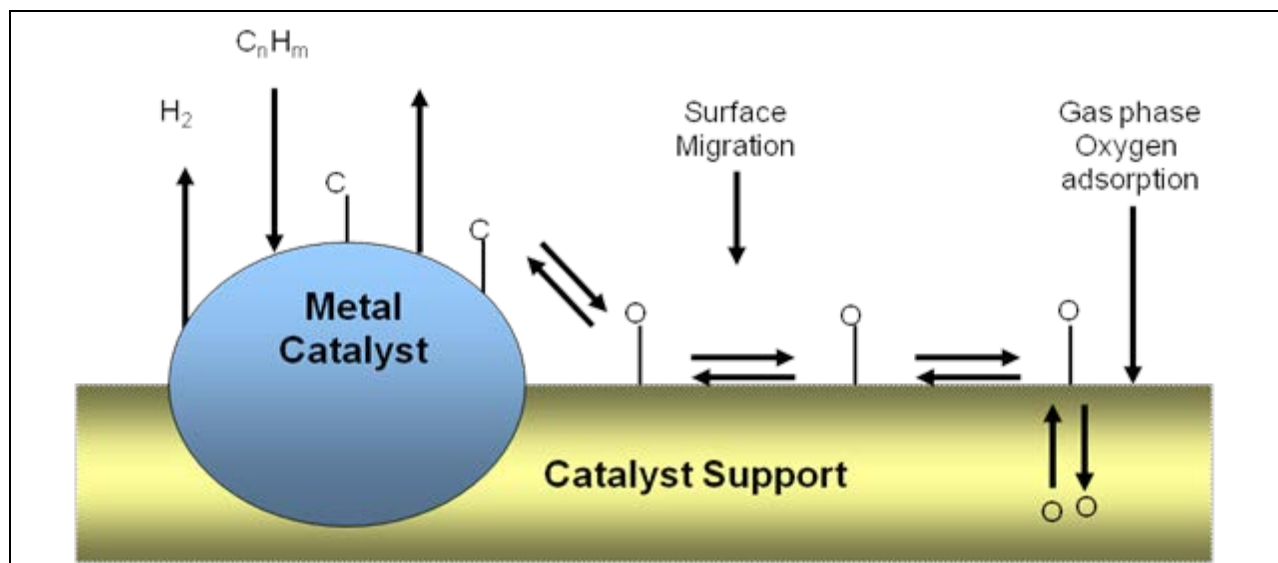 CₙHₘ
H₂
Surface
Migration
Gas phase
Oxygen
adsorption
C
C
Metal
Catalyst
O
O
O
Catalyst Support
O
O